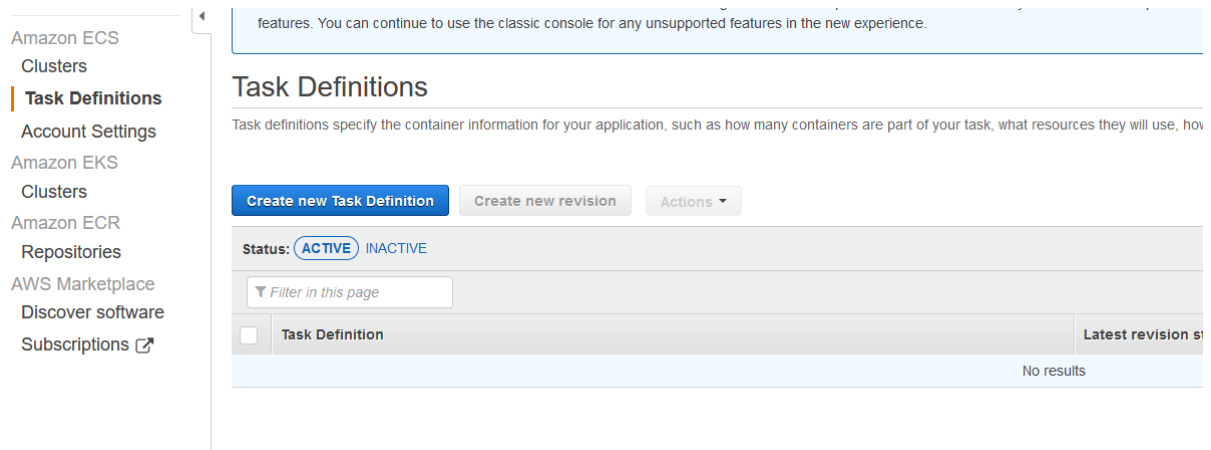 Amazon ECS
Clusters
Task Definitions
Account Settings
Amazon EKS
Clusters
Amazon ECR
Repositories
AWS Marketplace
Discover software
Subscriptions
features. You can continue to use the classic console for any unsupported features in the new experience.
Task Definitions
Task definitions specify the container information for your application, such as how many containers are part of your task, what resources they will use,
Create new Task Definition Create new revision Actions
Status: ACTIVE INACTIVE
Filter in this page
Task Definition Latest revision
No results